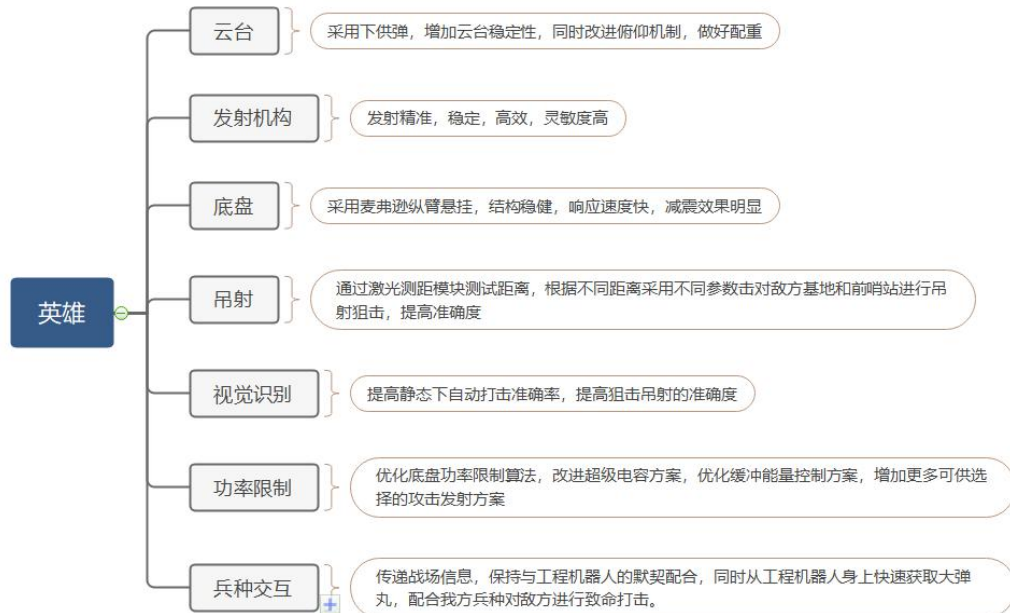 云台
采用下供弹，增加云台稳定性，同时改进俯仰机制，做好配重
发射机构
发射精准，稳定，高效，灵敏度高
底盘
采用麦弗逊纵臂悬挂，结构稳健，响应速度快，减震效果明显
英雄
吊射
通过激光测距模块测试距离，根据不同距离采用不同参数击对敌方基地和前哨站进行吊
射狙击，提高准确度
视觉识别
提高静态下自动打击准确率，提高狙击吊射的准确度
功率限制
优化底盘功率限制算法，改进超级电容方案，优化缓冲能量控制方案，增加更多可供选
择的攻击发射方案
兵种交互
传递战场信息，保持与工程机器人的默契配合，同时从工程机器人身上快速获取大弹
丸，配合我方兵种对敌方进行致命打击。